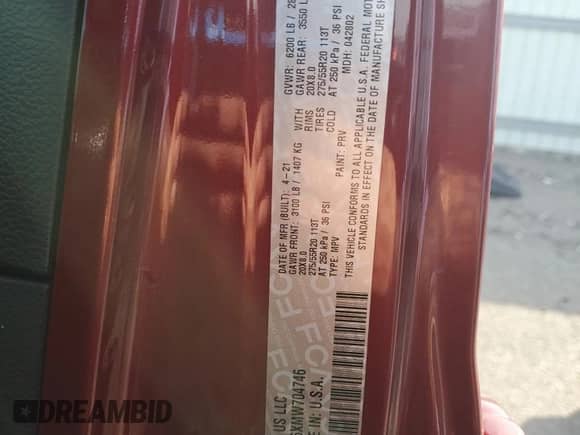 US LLC
DATE OF MFR (BUILT): 4-21 GVWR: 6200 LB / 28
GAWR FRONT: 3100 LB / 1407 KG WITH GAWR REAR: 3550 L
20X8.0 RIMS 20X8.0
275/55R20 113T TIRES 275/55R20 113T
AT 250 kPa / 36 PSI COLD AT 250 kPa / 36 PSI
TYPE: MPV PAINT: PRV MDH: 042802
THIS VEHICLE CONFORMS TO ALL APPLICABLE U.S.A. FEDERAL MOT
STANDARDS IN EFFECT ON THE DATE OF MANUFACTURE SH
XMW704746
E IN: U.S.A.
DREAMBID